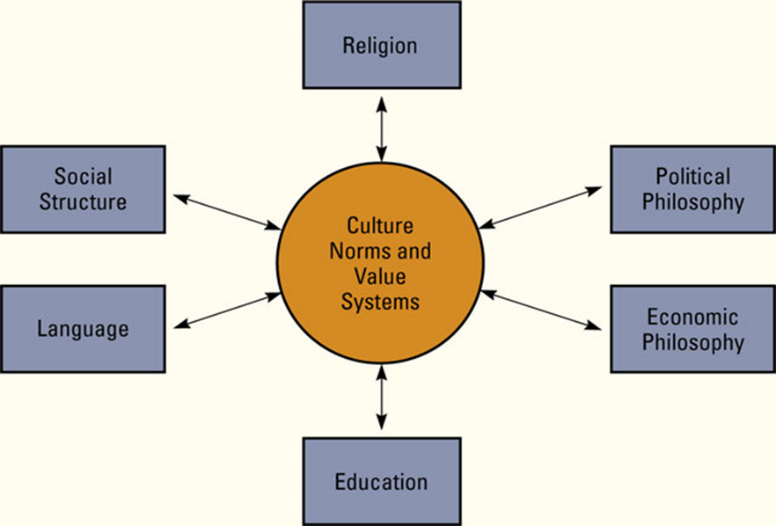 Religion
Social
Structure
Political
Philosophy
Culture
Norms and
Value
Systems
Language
Economic
Philosophy
Education